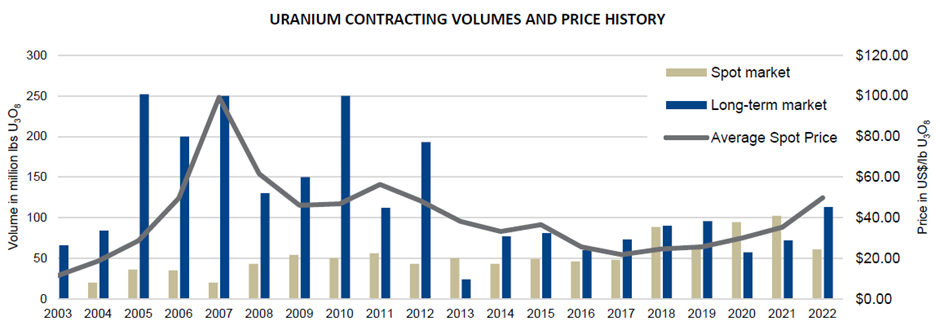 URANIUM CONTRACTING VOLUMES AND PRICE HISTORY
300
250
200
150
100
50
0
Volume in million lbs U₃O₈
$120.00
$100.00
$80.00
$60.00
$40.00
$20.00
$0.00
Price in US$/lb U₃O₈
Spot market
Long-term market
Average Spot Price
2003 2004 2005 2006 2007 2008 2009 2010 2011 2012 2013 2014 2015 2016 2017 2018 2019 2020 2021 2022